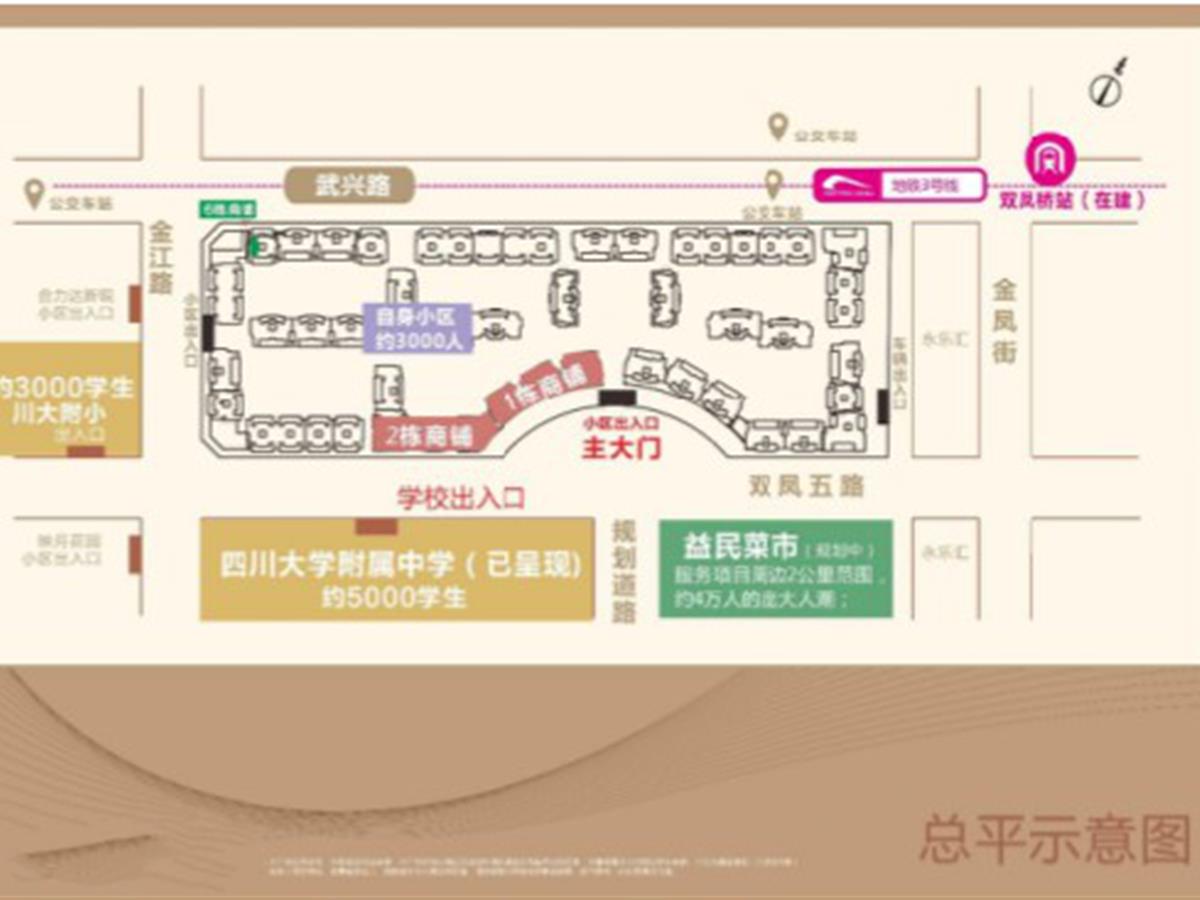 公交车站
武兴路
地铁3号线
双凤桥站（在建）
公交车站
公交车站
6栋商铺
金江路
合力达新苑
小区出入口
小区出入口
自身小区
约3000人
金凤街
永乐汇
车辆出入口
约3000学生
川大附小
出入口
1栋商铺
2栋商铺
小区出入口
主大门
双凤五路
学校出入口
小区出入口
四川大学附属中学（已呈现）
约5000学生
规划道路
益民菜市（规划中）
服务项目周边2公里范围，
约4万人的庞大人潮；
永乐汇
总平示意图